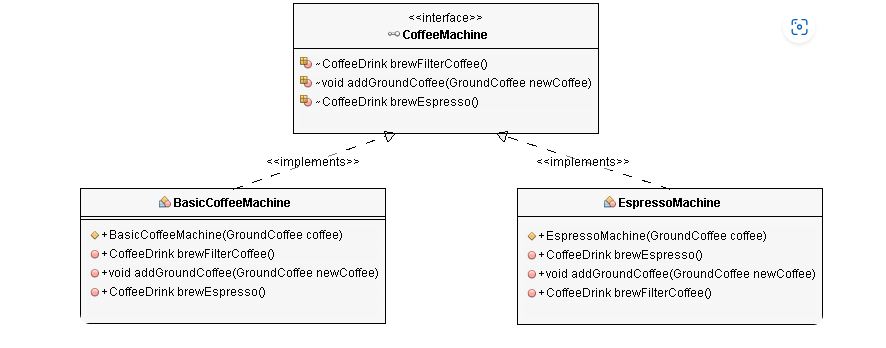 <<interface>>
CoffeeMachine
~CoffeeDrink brewFilterCoffee()
~void addGroundCoffee(GroundCoffee newCoffee)
~CoffeeDrink brewEspresso()
<<implements>>
<<implements>>
BasicCoffeeMachine
+BasicCoffeeMachine(GroundCoffee coffee)
+CoffeeDrink brewFilterCoffee()
+void addGroundCoffee(GroundCoffee newCoffee)
+CoffeeDrink brewEspresso()
EspressoMachine
+EspressoMachine(GroundCoffee coffee)
+CoffeeDrink brewEspresso()
+void addGroundCoffee(GroundCoffee newCoffee)
+CoffeeDrink brewFilterCoffee()